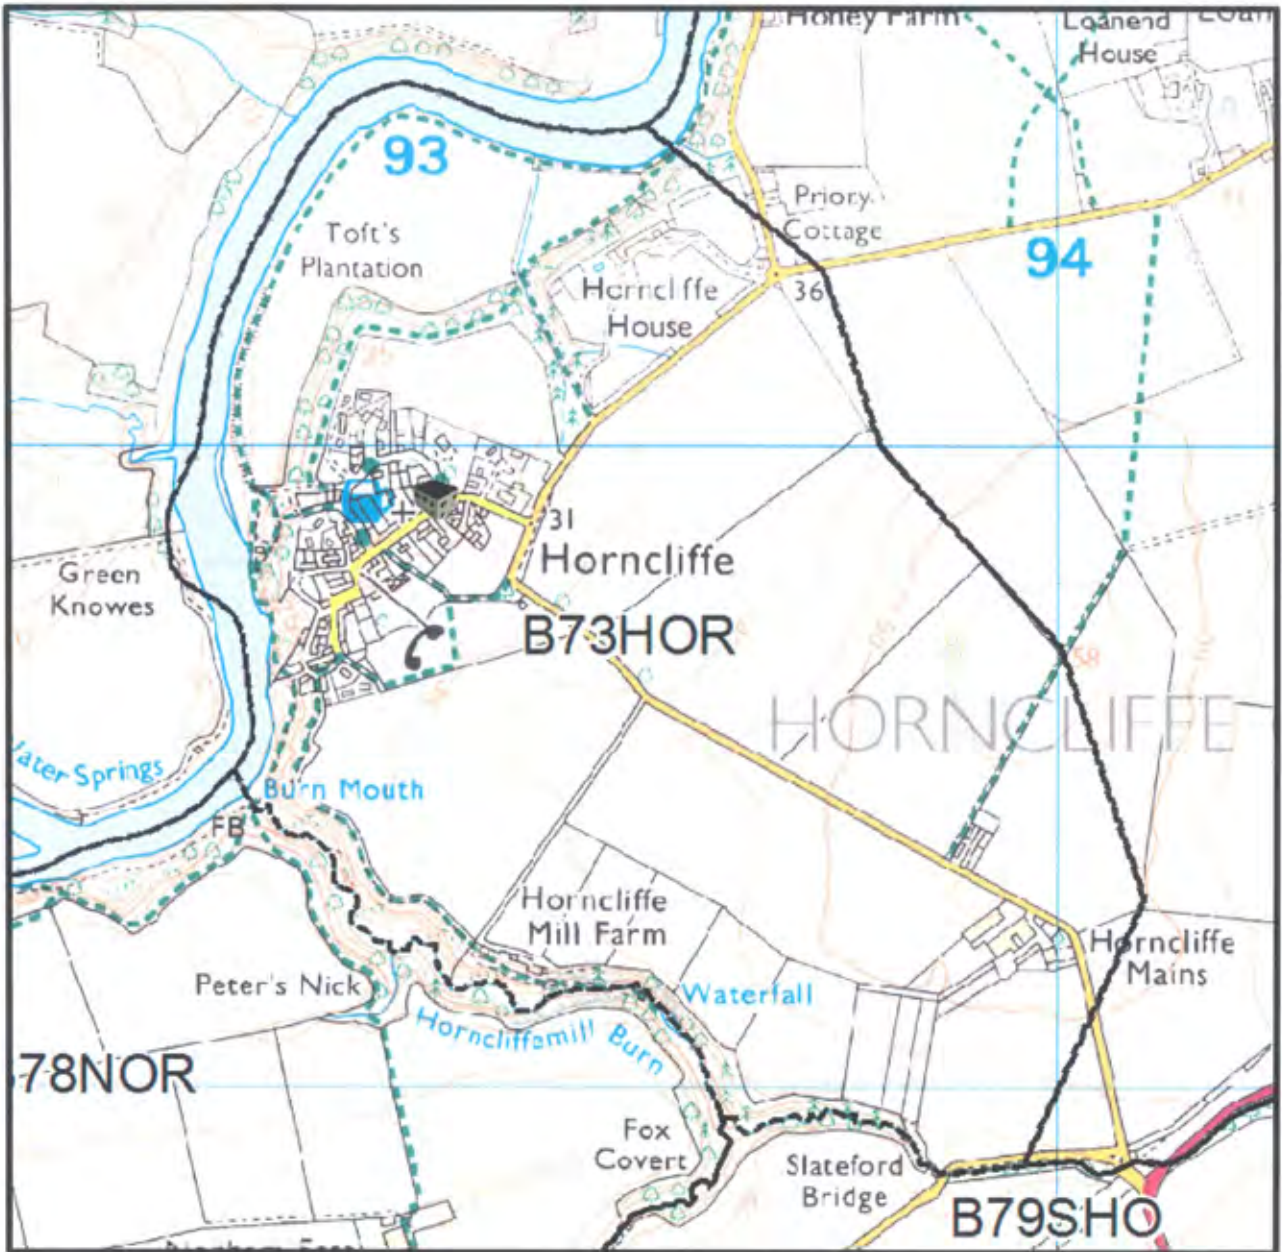 Honey Farm
Loanend
House
93
Priory
Cottage
Toft's
Plantation
94
Horncliffe
House
36
31
Horncliffe
Green
Knowes
B73HOR
58
HORNCLIFFE
Burn Mouth
FB
Horncliffe
Mill Farm
Horncliffe
Mains
Peter's Nick
Waterfall
Horncliffemill Burn
78NOR
Fox
Covert
Slateford
Bridge
B79SHO